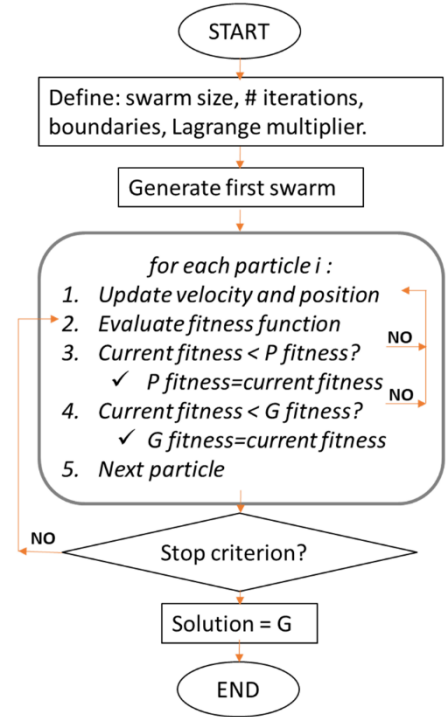 START
Define: swarm size, # iterations,
boundaries, Lagrange multiplier.
Generate first swarm
for each particle i :
1. Update velocity and position
2. Evaluate fitness function
NO
3. Current fitness < P fitness?
✓ P fitness=current fitness
NO
4. Current fitness < G fitness?
✓ G fitness=current fitness
5. Next particle
NO
Stop criterion?
Solution = G
END